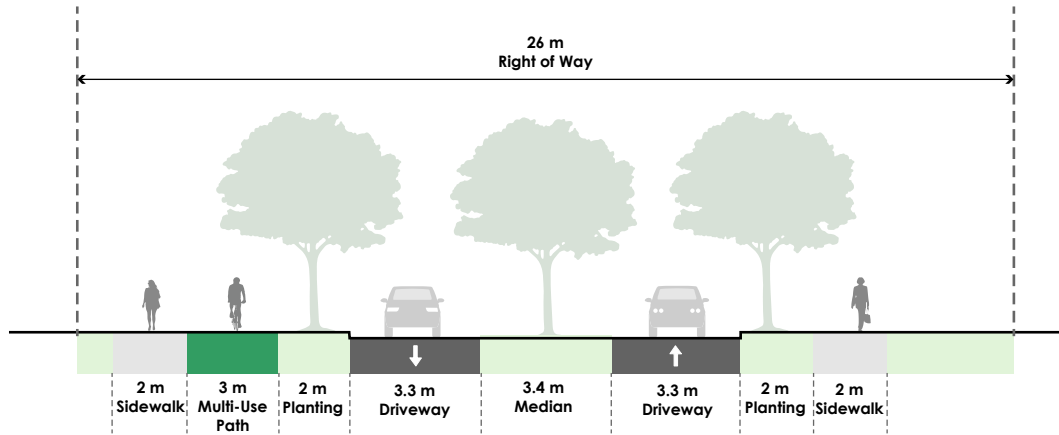 26 m
Right of Way
2 m
Sidewalk
3 m
Multi-Use
Path
2 m
Planting
3.3 m
Driveway
3.4 m
Median
3.3 m
Driveway
2 m
Planting
2 m
Sidewalk